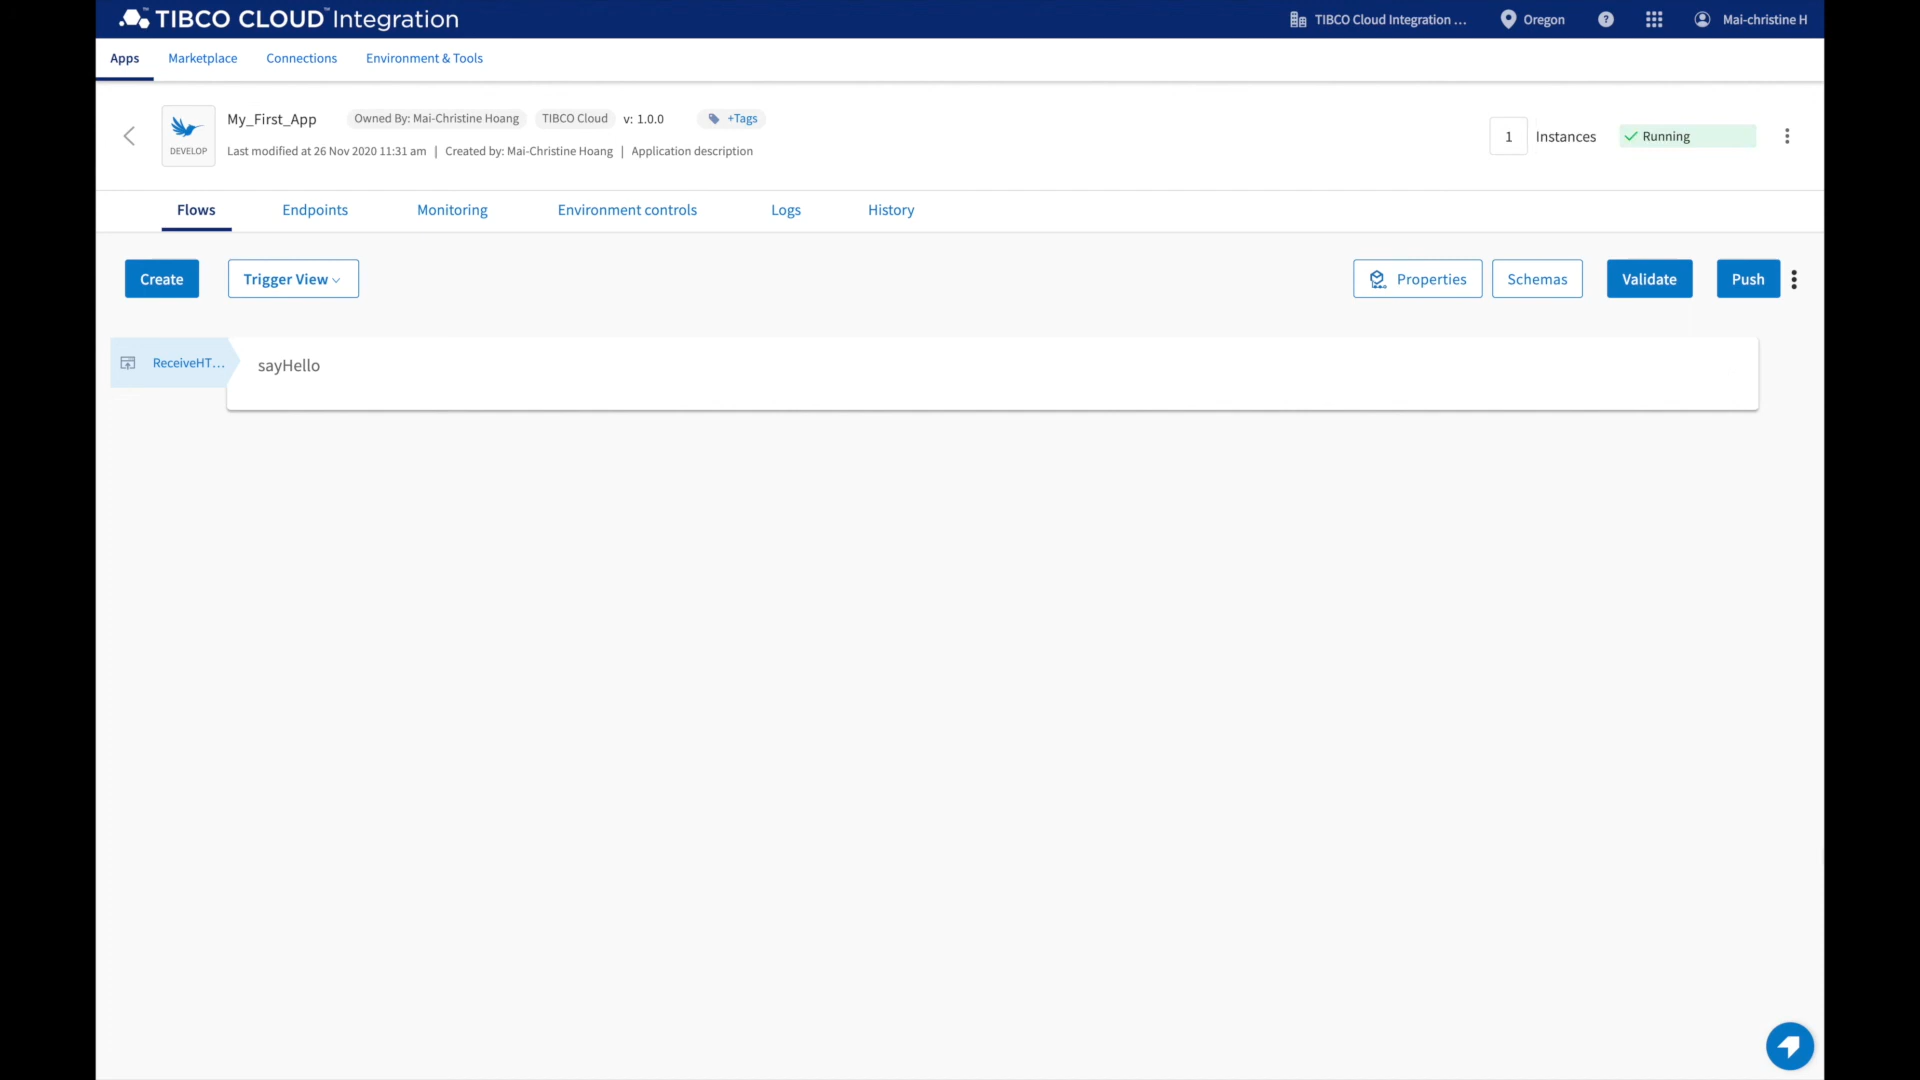 TIBCO CLOUD™ Integration
TIBCO Cloud Integration ...
Oregon
?
Mai-christine H
Apps
Marketplace
Connections
Environment & Tools
DEVELOP
My_First_App
Owned By: Mai-Christine Hoang
TIBCO Cloud
v: 1.0.0
+Tags
Last modified at 26 Nov 2020 11:31 am | Created by: Mai-Christine Hoang | Application description
1
Instances
Running
Flows
Endpoints
Monitoring
Environment controls
Logs
History
Create
Trigger View
Properties
Schemas
Validate
Push
ReceiveHT...
sayHello